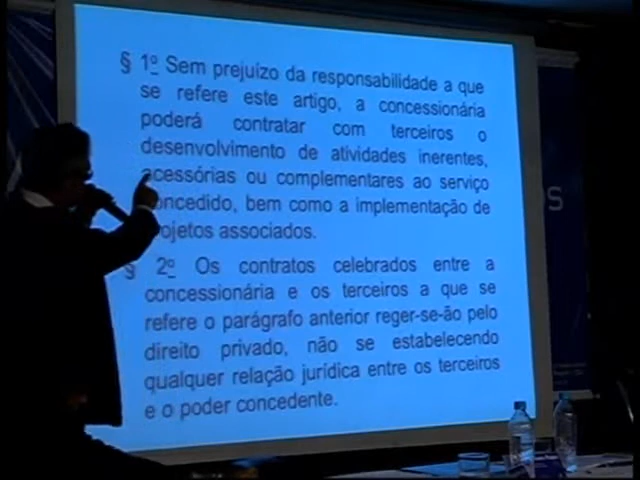 § 1º Sem prejuízo da responsabilidade a que
se refere este artigo, a concessionária
poderá contratar com terceiros o
desenvolvimento de atividades inerentes,
acessórias ou complementares ao serviço
concedido, bem como a implementação de
projetos associados.
§ 2º Os contratos celebrados entre a
concessionária e os terceiros a que se
refere o parágrafo anterior reger-se-ão pelo
direito privado, não se estabelecendo
qualquer relação jurídica entre os terceiros
e o poder concedente.